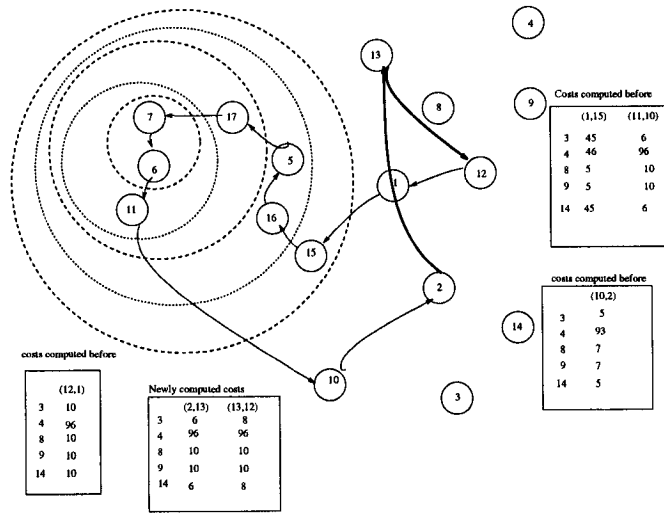 4
13
9
8
Costs computed before
(1,15) (11,10)
3 45 6
4 46 96
8 5 10
9 5 10
14 45 6
7
17
6
5
12
1
11
16
15
2
14
costs computed before
(10,2)
3 5
4 93
8 7
9 7
14 5
10
3
costs computed before
(12,1)
3 10
4 96
8 10
9 10
14 10
Newly computed costs
(2,13) (13,12)
3 6 8
4 96 96
8 10 10
9 10 10
14 6 8